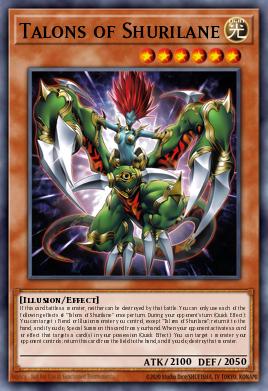 TALONS OF SHURILANE
光
[Illusion/Effect]
If this card battles a monster, neither can be destroyed by that battle. You can only use each of the
following effects of "Talons of Shurilane" once per turn. During your opponent's turn (Quick Effect):
You can target 1 Fiend or Illusion monster you control, except "Talons of Shurilane"; return it to the
hand, and if you do, Special Summon this card from your hand. When your opponent activates a card
or effect that targets a card(s) in your possession (Quick Effect): You can target 1 monster your
opponent controls; return this card on the field to the hand, and if you do, destroy that monster.
ATK/2100 DEF/2050